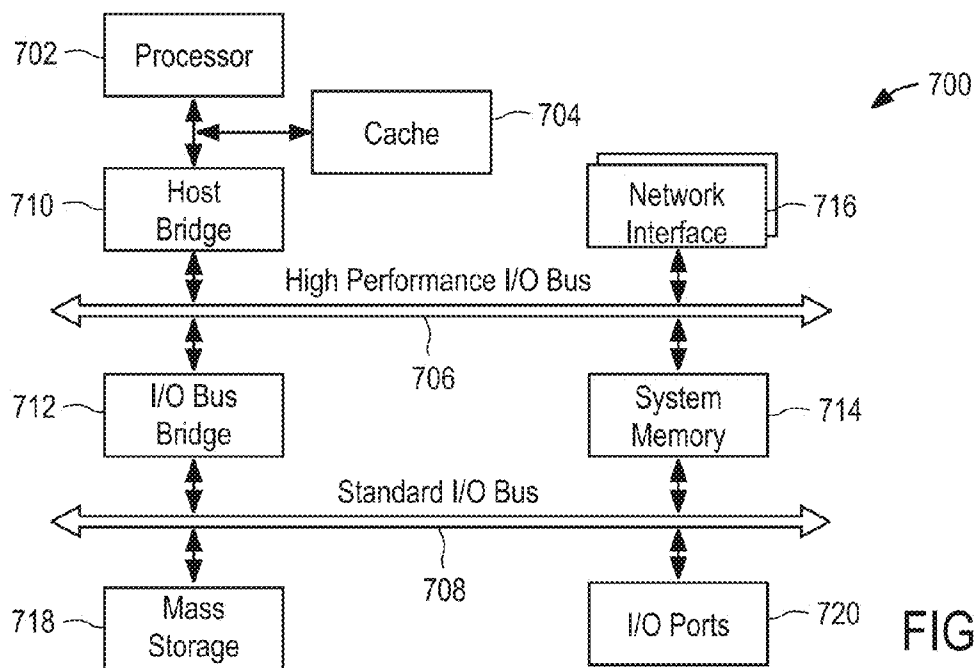 702
Processor
700
Cache
704
710
Host
Bridge
Network
Interface
716
High Performance I/O Bus
706
712
I/O Bus
Bridge
System
Memory
714
Standard I/O Bus
708
718
Mass
Storage
I/O Ports
720
FIG